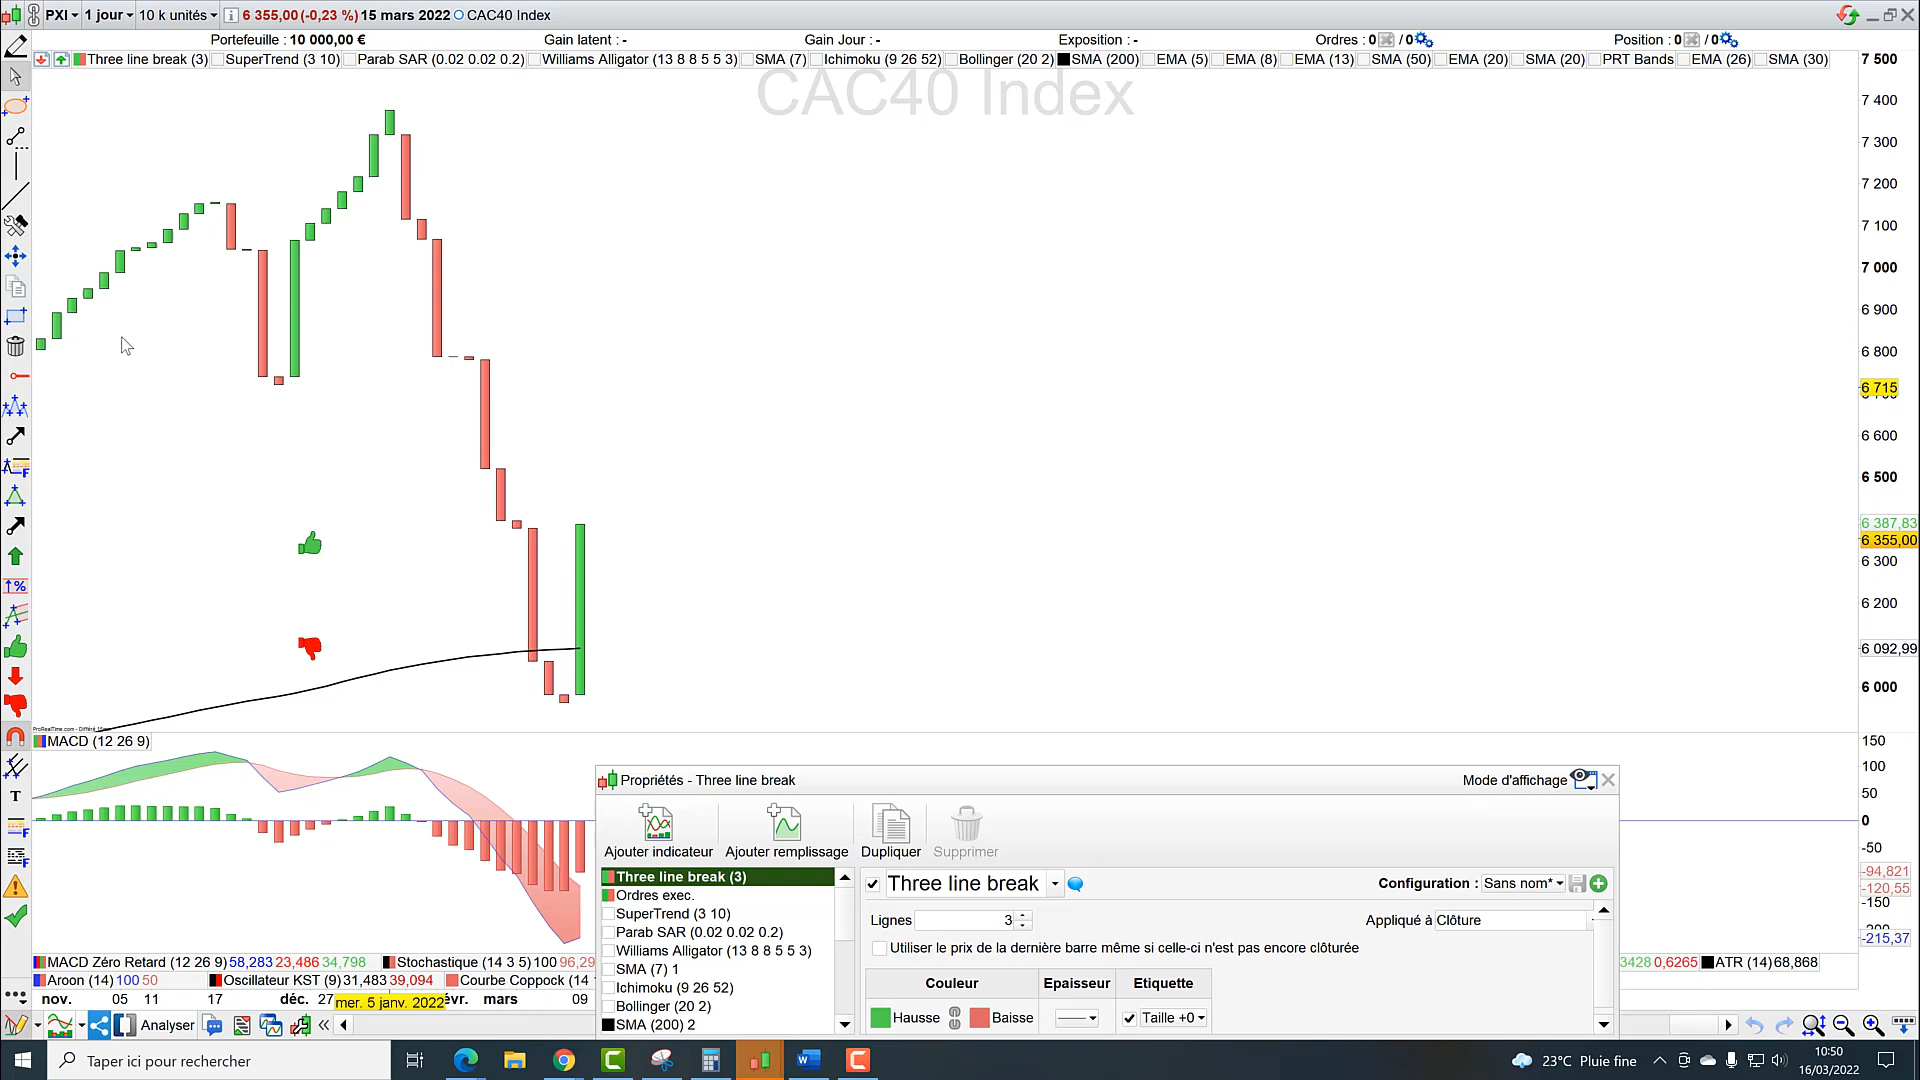 PXI 1 jour 10 k unités 6 355,00 (-0,23 %) 15 mars 2022 CAC40 Index
Portefeuille : 10 000,00 € Gain latent : - Gain Jour : - Exposition : - Ordres : 0 / 0 Position : 0 / 0
Three line break (3) SuperTrend (3 10) Parab SAR (0.02 0.02 0.2) Williams Alligator (13 8 8 5 5 3) SMA (7) Ichimoku (9 26 52) Bollinger (20 2) SMA (200) EMA (5) EMA (8) EMA (13) SMA (50) EMA (20) SMA (20) PRT Bands EMA (26) SMA (30)
CAC40 Index
7 500
7 400
7 300
7 200
7 100
7 000
6 900
6 800
6 715
6 600
6 500
6 387,83
6 355,00
6 300
6 200
6 092,99
6 000
MACD (12 26 9)
150
100
50
0
-50
-94,821
-120,55
-150
-215,37
Propriétés - Three line break Mode d'affichage
Ajouter indicateur Ajouter remplissage Dupliquer Supprimer
Three line break (3)
Ordres exec.
SuperTrend (3 10)
Parab SAR (0.02 0.02 0.2)
Williams Alligator (13 8 8 5 5 3)
SMA (7) 1
Ichimoku (9 26 52)
Bollinger (20 2)
SMA (200) 2
Three line break Configuration : Sans nom*
Lignes 3 Appliqué à Clôture
Utiliser le prix de la dernière barre même si celle-ci n'est pas encore clôturée
Couleur Epaisseur Etiquette
Hausse Baisse Taille +0
MACD Zéro Retard (12 26 9) 58,283 23,486 34,798 Stochastique (14 3 5) 100 96,29
3428 0,6265 ATR (14) 68,868
Aroon (14) 100 50 Oscillateur KST (9) 31,483 39,094 Courbe Coppock (14
nov. 05 11 17 déc. 27 mer. 5 janv. 2022 évr. mars 09
Analyser
Taper ici pour rechercher
23°C Pluie fine
10:50
16/03/2022